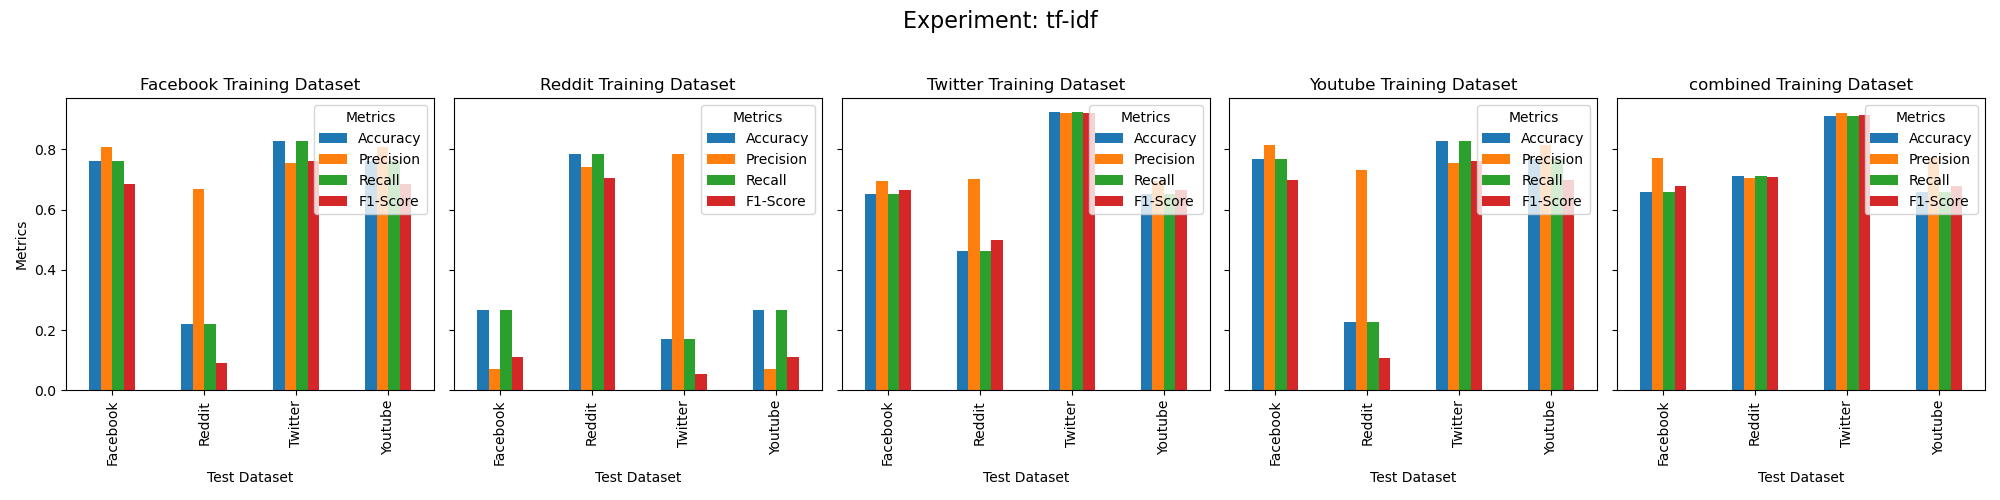 Experiment: tf-idf
Facebook Training Dataset
Metrics
Accuracy
Precision
Recall
F1-Score
Metrics
0.8
0.6
0.4
0.2
0.0
Facebook
Reddit
Twitter
Youtube
Test Dataset
Reddit Training Dataset
Metrics
Accuracy
Precision
Recall
F1-Score
Facebook
Reddit
Twitter
Youtube
Test Dataset
Twitter Training Dataset
Metrics
Accuracy
Precision
Recall
F1-Score
Facebook
Reddit
Twitter
Youtube
Test Dataset
Youtube Training Dataset
Metrics
Accuracy
Precision
Recall
F1-Score
Facebook
Reddit
Twitter
Youtube
Test Dataset
combined Training Dataset
Metrics
Accuracy
Precision
Recall
F1-Score
Facebook
Reddit
Twitter
Youtube
Test Dataset